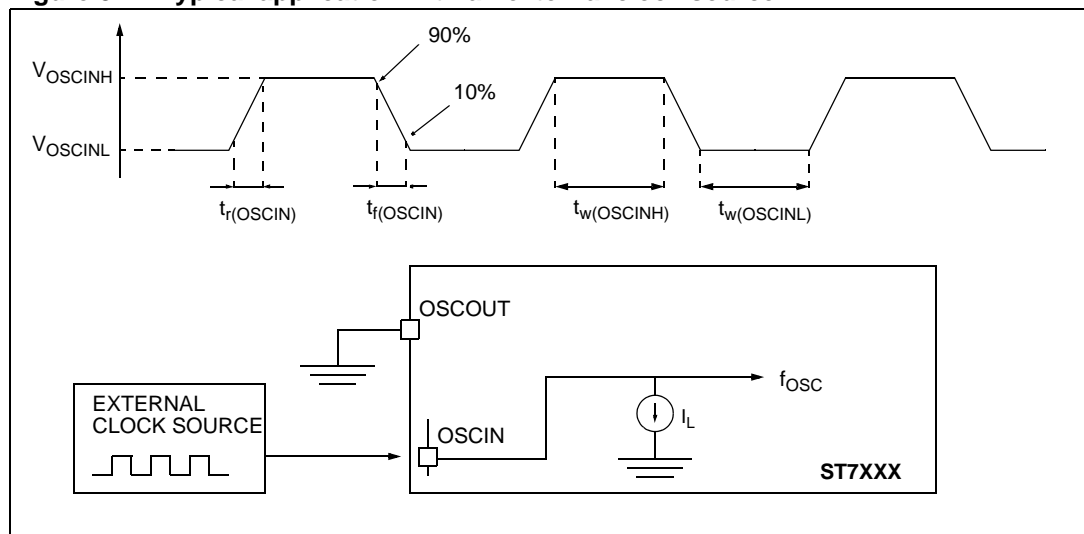 90%
V_OSCINH
10%
V_OSCINL
t_r(OSCIN) t_f(OSCIN) t_w(OSCINH) t_w(OSCINL)
OSCOUT
f_OSC
EXTERNAL
CLOCK SOURCE
I_L
OSCIN
ST7XXX